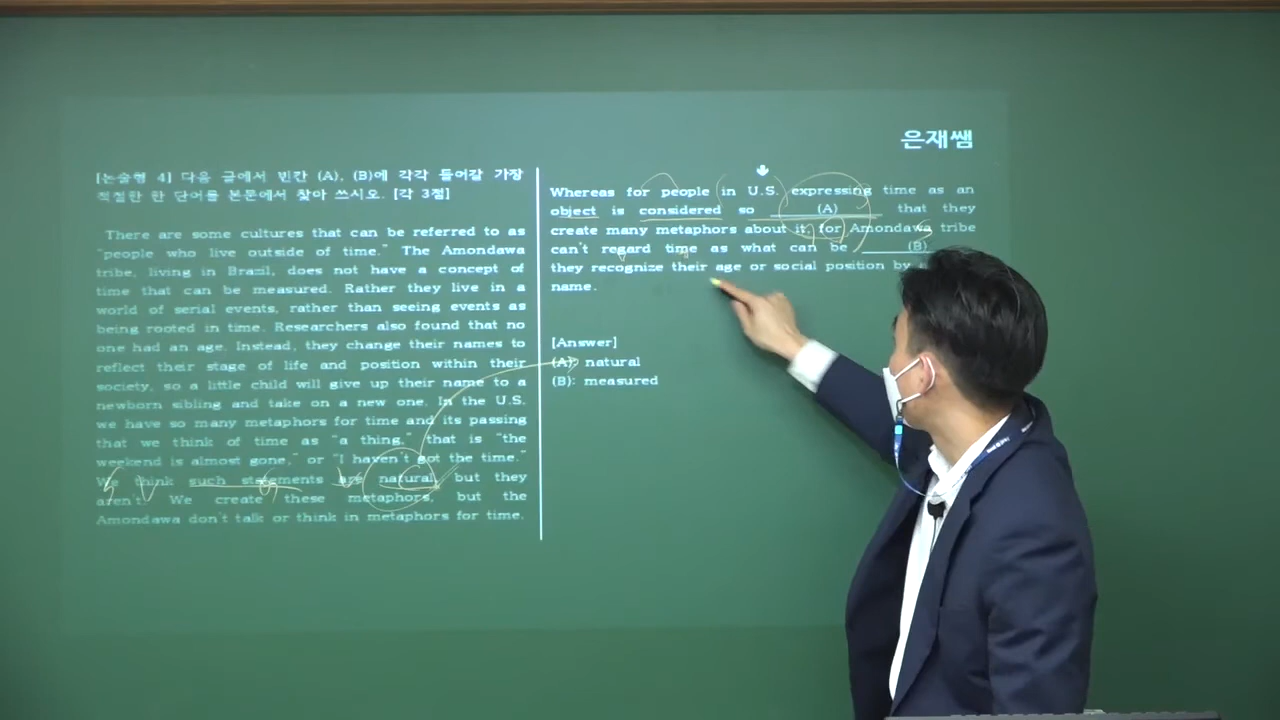 은재쌤
[논술형 4] 다음 글에서 빈칸 (A), (B)에 각각 들어갈 가장
적절한 한 단어를 본문에서 찾아 쓰시오. [각 3점]
There are some cultures that can be referred to as
"people who live outside of time." The Amondawa
tribe, living in Brazil, does not have a concept of
time that can be measured. Rather they live in a
world of serial events, rather than seeing events as
being rooted in time. Researchers also found that no
one had an age. Instead, they change their names to
reflect their stage of life and position within their
society, so a little child will give up their name to a
newborn sibling and take on a new one. In the U.S.
we have so many metaphors for time and its passing
that we think of time as "a thing," that is "the
weekend is almost gone," or "I haven't got the time."
We think such statements are natural, but they
aren't. We create these metaphors, but the
Amondawa don't talk or think in metaphors for time.
Whereas for people in U.S. expressing time as an
object is considered so (A) that they
create many metaphors about it, for Amondawa tribe
can't regard time as what can be (B)
they recognize their age or social position by
name.
[Answer]
(A): natural
(B): measured